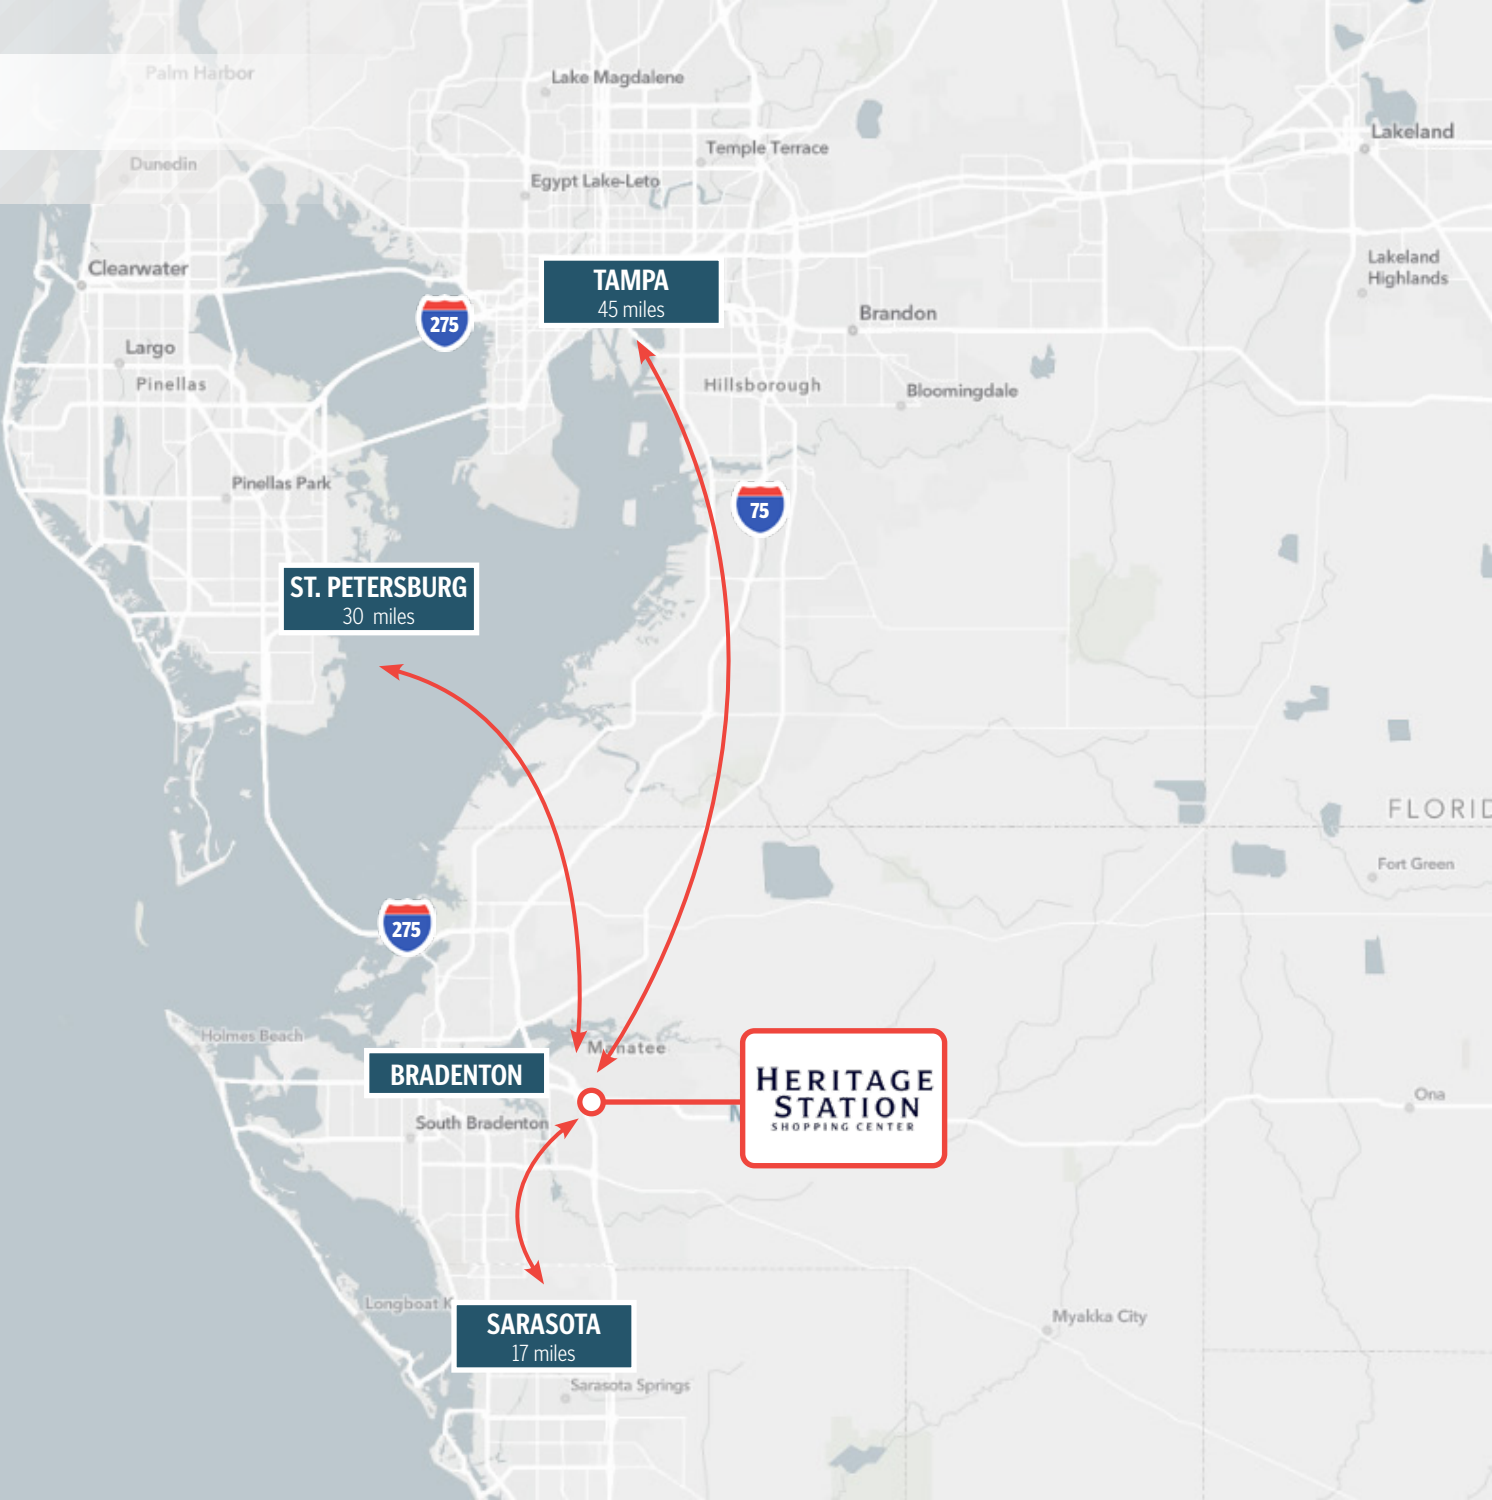 Palm Harbor
Lake Magdalene
Lakeland
Temple Terrace
Dunedin
Egypt Lake-Leto
Clearwater
Lakeland
Highlands
TAMPA
45 miles
275
Brandon
Largo
Pinellas
Hillsborough
Bloomingdale
Pinellas Park
75
ST. PETERSBURG
30 miles
FLORID
Fort Green
275
Holmes Beach
Manatee
BRADENTON
HERITAGE
STATION
SHOPPING CENTER
Ona
South Bradenton
Longboat K
SARASOTA
17 miles
Myakka City
Sarasota Springs